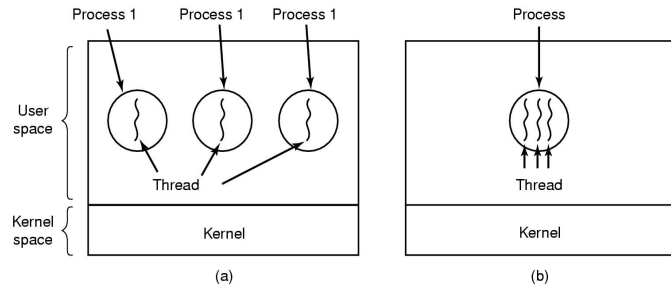 Process 1 Process 1 Process 1 Process
User
space
Thread Thread
Kernel
space
Kernel Kernel
(a) (b)